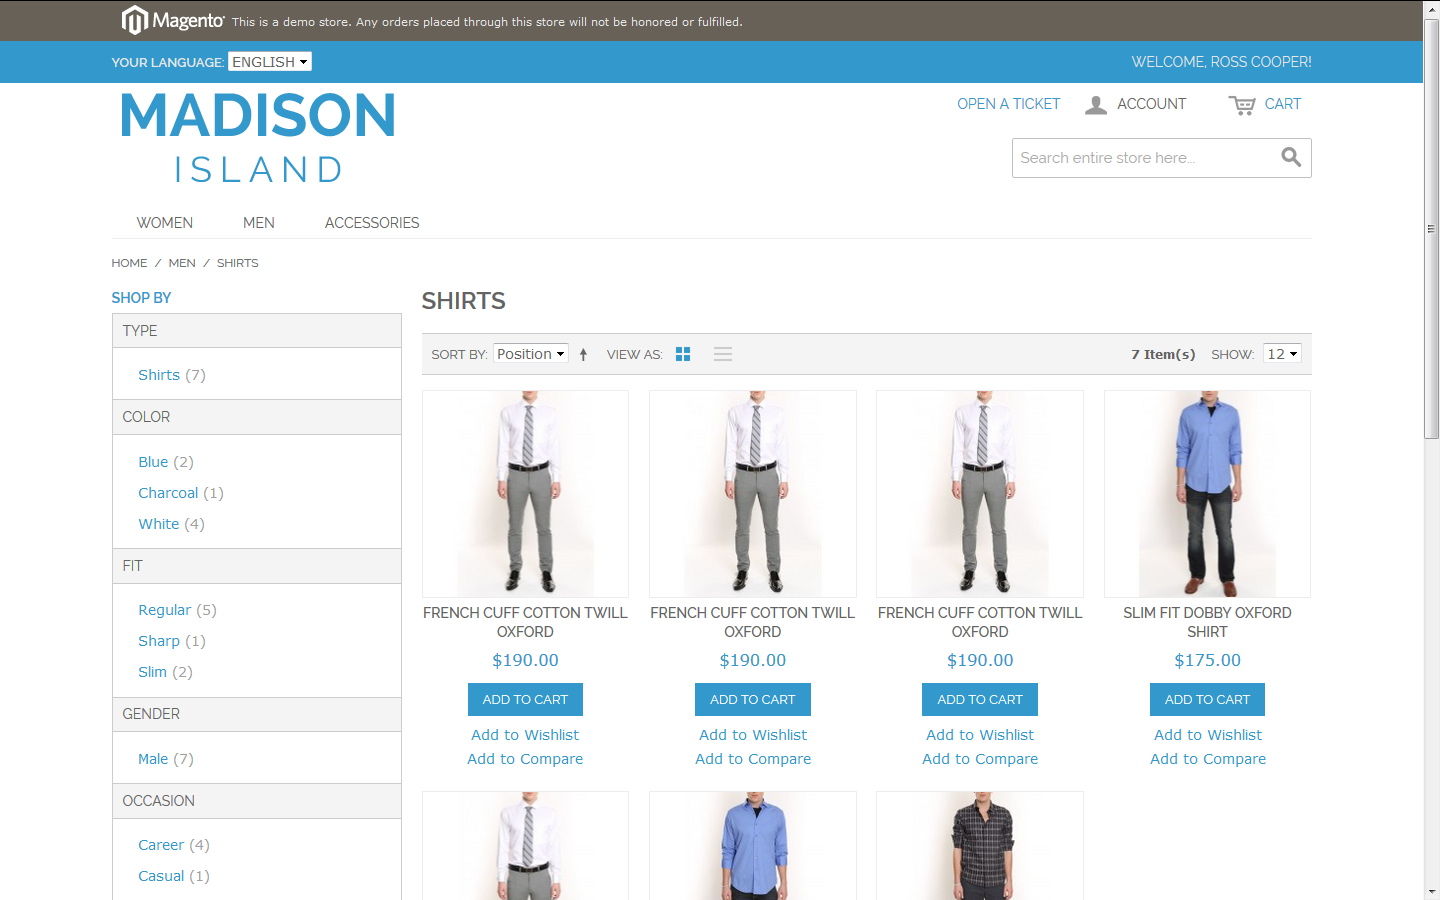 Magento This is a demo store. Any orders placed through this store will not be honored or fulfilled.
YOUR LANGUAGE: ENGLISH WELCOME, ROSS COOPER!
MADISON
ISLAND
OPEN A TICKET ACCOUNT CART
Search entire store here...
WOMEN MEN ACCESSORIES
HOME / MEN / SHIRTS
SHOP BY
TYPE
Shirts (7)
COLOR
Blue (2)
Charcoal (1)
White (4)
FIT
Regular (5)
Sharp (1)
Slim (2)
GENDER
Male (7)
OCCASION
Career (4)
Casual (1)
SHIRTS
SORT BY: Position VIEW AS: 7 Item(s) SHOW: 12
FRENCH CUFF COTTON TWILL
OXFORD
$190.00
ADD TO CART
Add to Wishlist
Add to Compare
FRENCH CUFF COTTON TWILL
OXFORD
$190.00
ADD TO CART
Add to Wishlist
Add to Compare
FRENCH CUFF COTTON TWILL
OXFORD
$190.00
ADD TO CART
Add to Wishlist
Add to Compare
SLIM FIT DOBBY OXFORD
SHIRT
$175.00
ADD TO CART
Add to Wishlist
Add to Compare